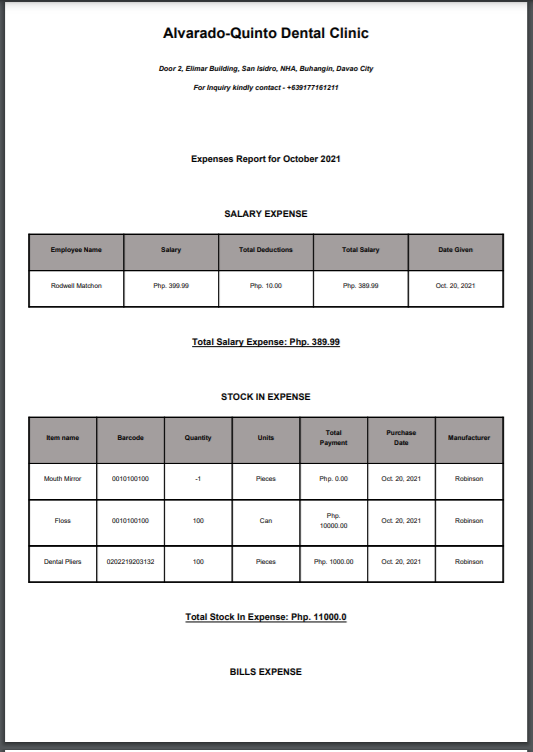 Alvarado-Quinto Dental Clinic
Door 2, Elimar Building, San Isidro, NHA, Buhangin, Davao City
For Inquiry kindly contact - +639177161211
Expenses Report for October 2021
SALARY EXPENSE
Employee Name Salary Total Deductions Total Salary Date Given
Rodwell Matchon Php. 399.99 Php. 10.00 Php. 389.99 Oct. 20, 2021
Total Salary Expense: Php. 389.99
STOCK IN EXPENSE
Item name Barcode Quantity Units Total Payment Purchase Date Manufacturer
Mouth Mirror 0010100100 -1 Pieces Php. 0.00 Oct. 20, 2021 Robinson
Floss 0010100100 100 Can Php. 10000.00 Oct. 20, 2021 Robinson
Dental Pliers 0202219203132 100 Pieces Php. 1000.00 Oct. 20, 2021 Robinson
Total Stock In Expense: Php. 11000.0
BILLS EXPENSE